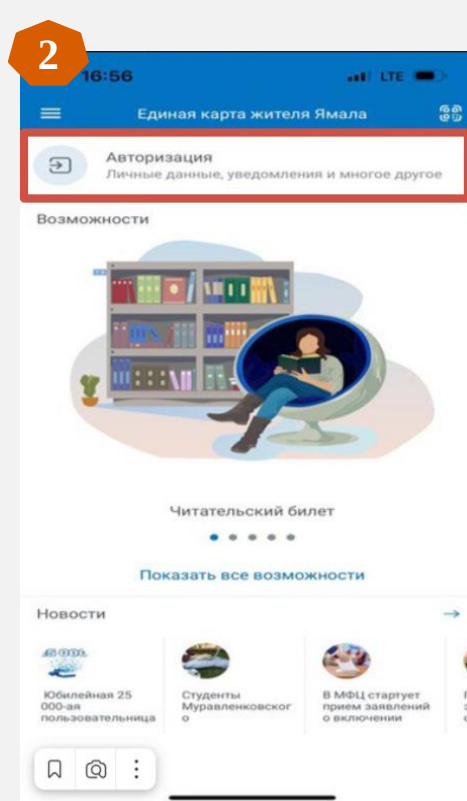 2
16:56
LTE
Единая карта жителя Ямала
Авторизация
Личные данные, уведомления и многое другое
Возможности
Читательский билет
Показать все возможности
Новости
→
Юбилейная 25
000-ая
пользовательница
Студенты
Муравленковског
о
В МФЦ стартует
прием заявлений
о включении